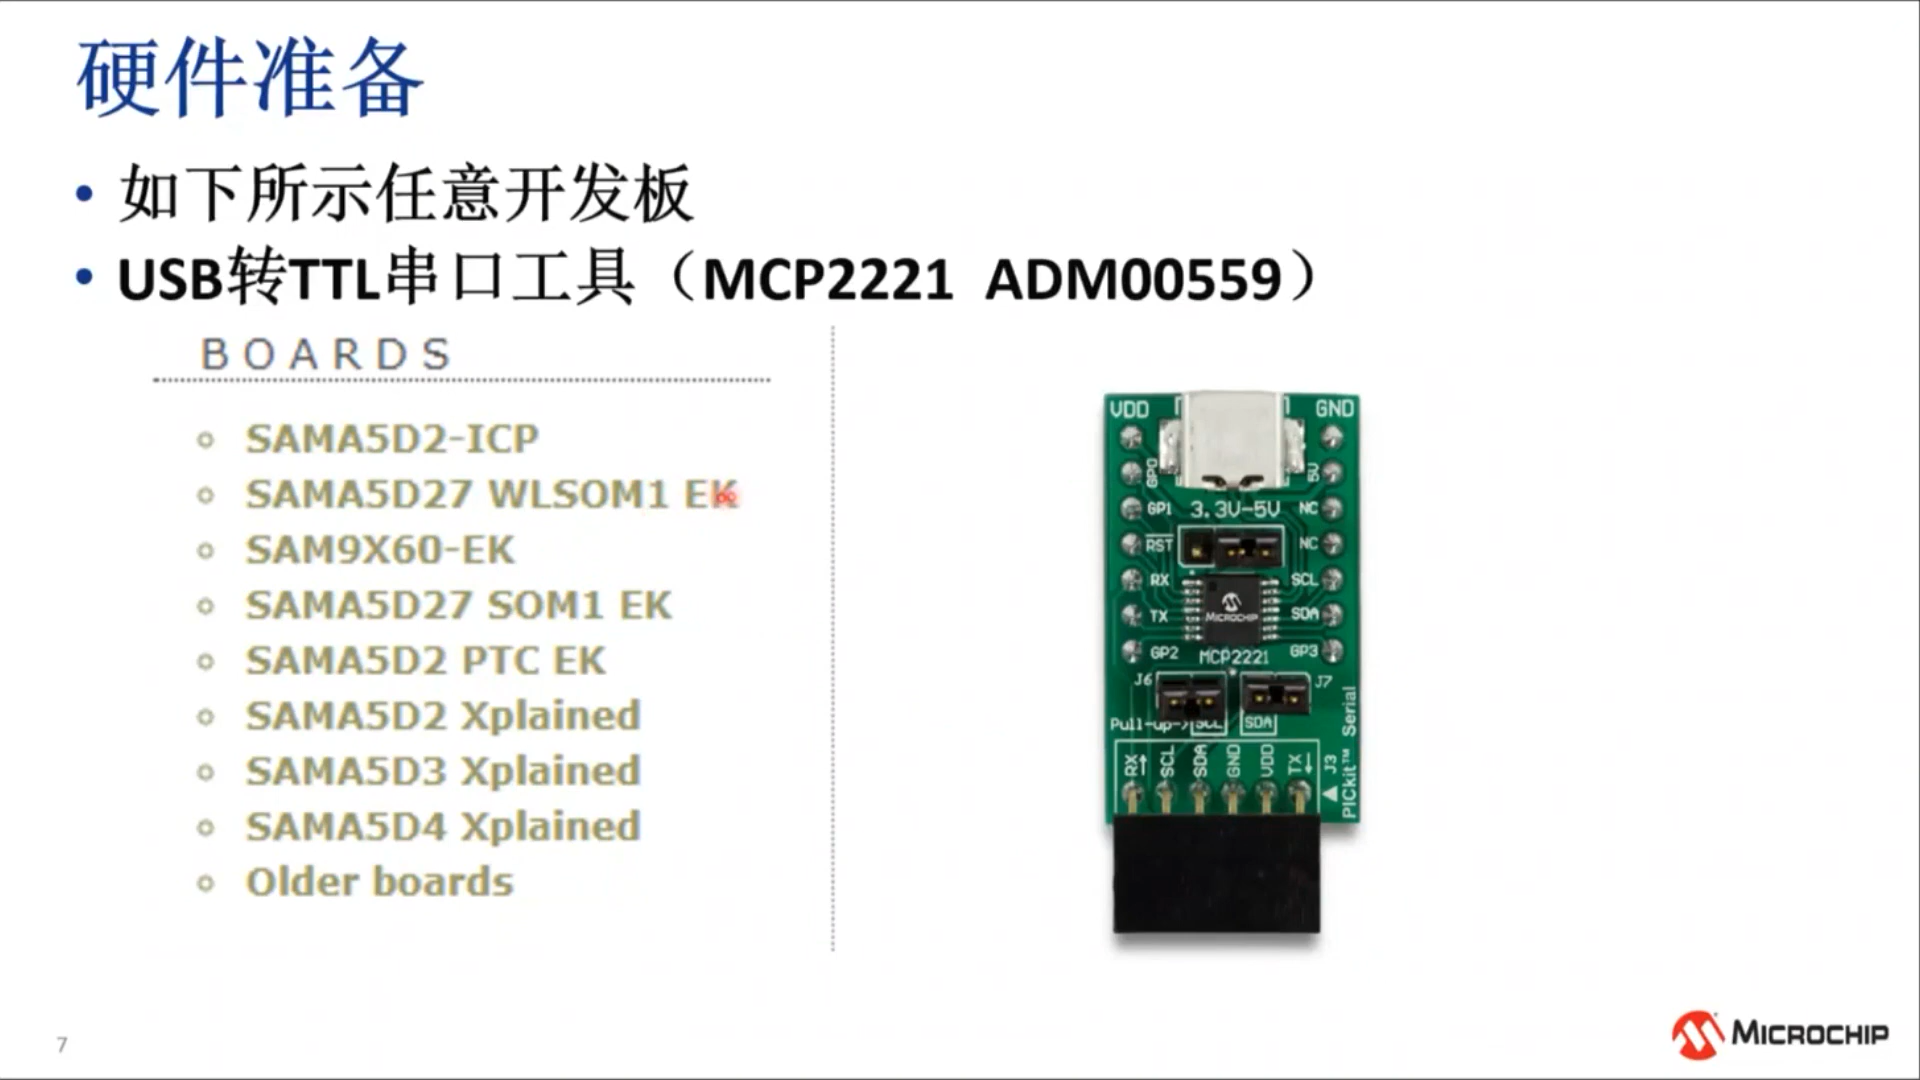 硬件准备
• 如下所示任意开发板
• USB转TTL串口工具（MCP2221 ADM00559）
BOARDS
SAMA5D2-ICP
SAMA5D27 WLSOM1 EK
SAM9X60-EK
SAMA5D27 SOM1 EK
SAMA5D2 PTC EK
SAMA5D2 Xplained
SAMA5D3 Xplained
SAMA5D4 Xplained
Older boards
VDD GND
GP0 5V
GP1 3.3V-5V NC
RST NC
RX SCL
MICROCHIP
TX SDA
GP2 MCP2221 GP3
J6 J7
Pull-up-> SCL SDA
RX↑ SCL SDA GND VDD TX↓ J3
PICkit™ Serial
7
MICROCHIP